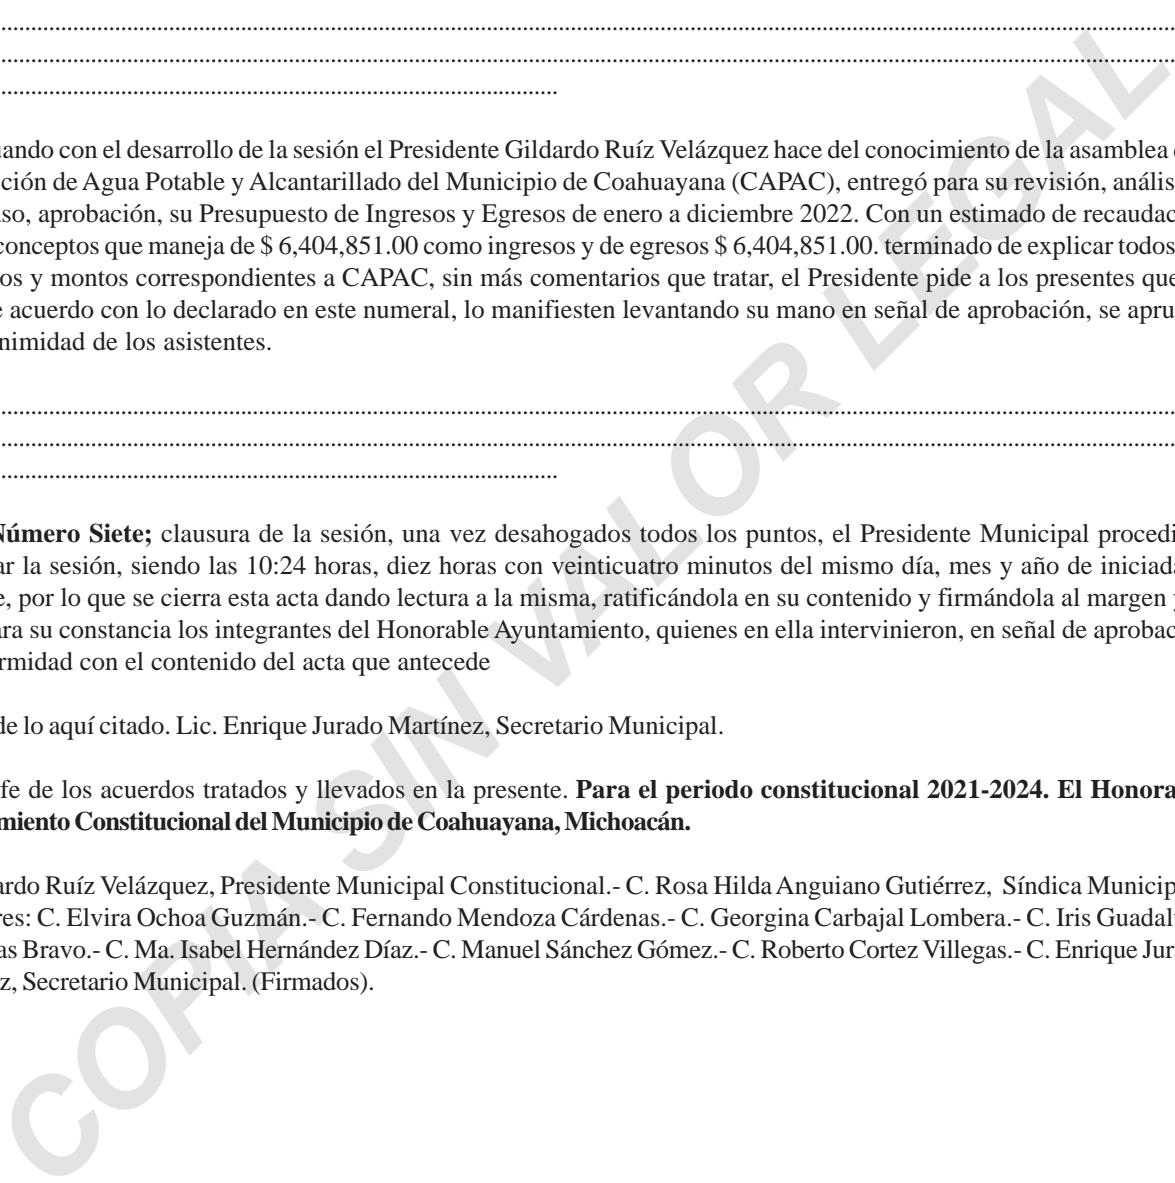 ..........
..........
..........
uando con el desarrollo de la sesión el Presidente Gildardo Ruíz Velázquez hace del conocimiento de la asamblea
ción de Agua Potable y Alcantarillado del Municipio de Coahuayana (CAPAC), entregó para su revisión, anális
so, aprobación, su Presupuesto de Ingresos y Egresos de enero a diciembre 2022. Con un estimado de recaudac
conceptos que maneja de $ 6,404,851.00 como ingresos y de egresos $ 6,404,851.00. terminado de explicar todos
os y montos correspondientes a CAPAC, sin más comentarios que tratar, el Presidente pide a los presentes que
e acuerdo con lo declarado en este numeral, lo manifiesten levantando su mano en señal de aprobación, se apru
nimidad de los asistentes.
..........
..........
..........
Número Siete; clausura de la sesión, una vez desahogados todos los puntos, el Presidente Municipal procedi
ar la sesión, siendo las 10:24 horas, diez horas con veinticuatro minutos del mismo día, mes y año de iniciada
e, por lo que se cierra esta acta dando lectura a la misma, ratificándola en su contenido y firmándola al margen y
ara su constancia los integrantes del Honorable Ayuntamiento, quienes en ella intervinieron, en señal de aprobac
rmidad con el contenido del acta que antecede
de lo aquí citado. Lic. Enrique Jurado Martínez, Secretario Municipal.
fe de los acuerdos tratados y llevados en la presente. Para el periodo constitucional 2021-2024. El Honora
miento Constitucional del Municipio de Coahuayana, Michoacán.
ardo Ruíz Velázquez, Presidente Municipal Constitucional.- C. Rosa Hilda Anguiano Gutiérrez, Síndica Municip
res: C. Elvira Ochoa Guzmán.- C. Fernando Mendoza Cárdenas.- C. Georgina Carbajal Lombera.- C. Iris Guadal
as Bravo.- C. Ma. Isabel Hernández Díaz.- C. Manuel Sánchez Gómez.- C. Roberto Cortez Villegas.- C. Enrique Jur
z, Secretario Municipal. (Firmados).
COPIA SIN VALOR LEGAL